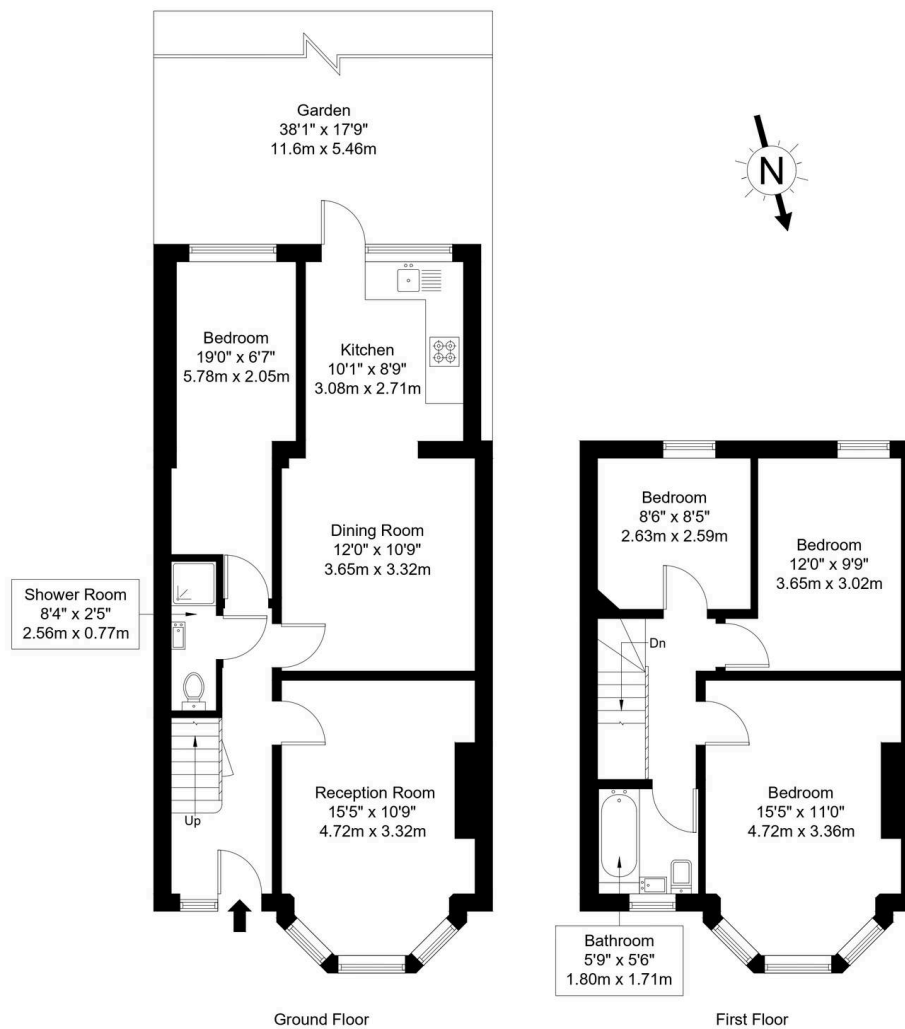 Garden
38'1" x 17'9"
11.6m x 5.46m
N
Bedroom
19'0" x 6'7"
5.78m x 2.05m
Kitchen
10'1" x 8'9"
3.08m x 2.71m
Dining Room
12'0" x 10'9"
3.65m x 3.32m
Shower Room
8'4" x 2'5"
2.56m x 0.77m
Reception Room
15'5" x 10'9"
4.72m x 3.32m
Up
Ground Floor
Bedroom
8'6" x 8'5"
2.63m x 2.59m
Bedroom
12'0" x 9'9"
3.65m x 3.02m
Dn
Bedroom
15'5" x 11'0"
4.72m x 3.36m
Bathroom
5'9" x 5'6"
1.80m x 1.71m
First Floor